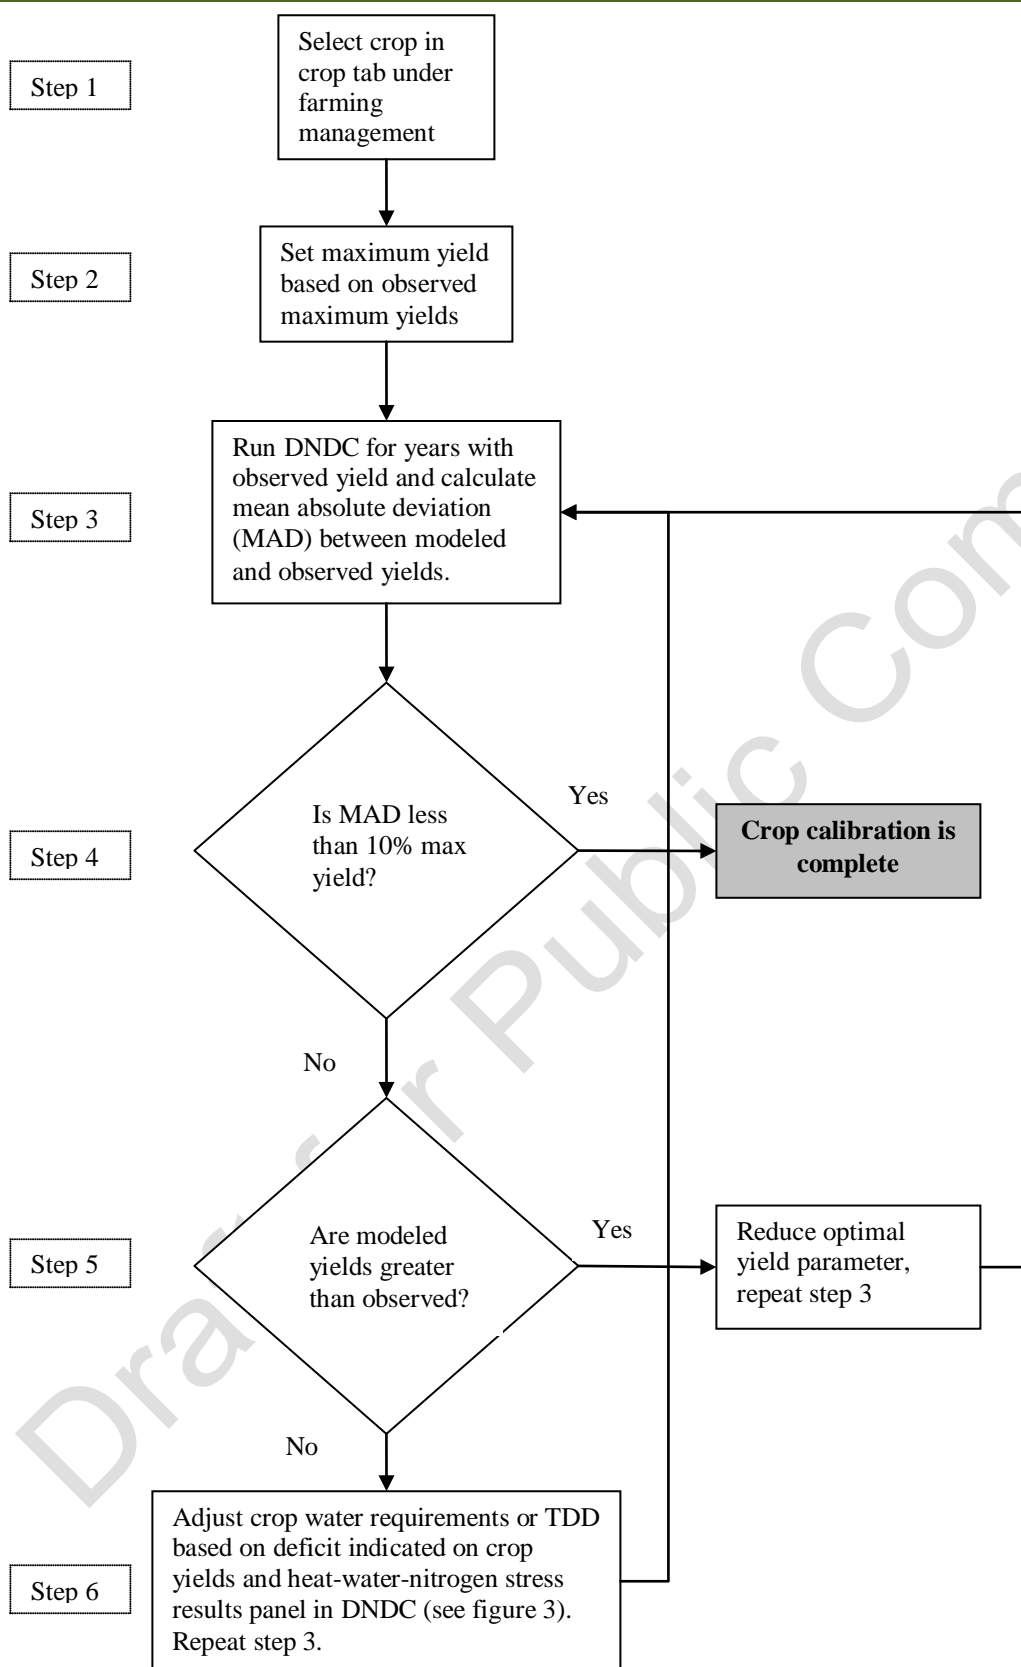 Step 1
Select crop in
crop tab under
farming
management
Step 2
Set maximum yield
based on observed
maximum yields
Step 3
Run DNDC for years with
observed yield and calculate
mean absolute deviation
(MAD) between modeled
and observed yields.
Step 4
Is MAD less
than 10% max
yield?
Yes
Crop calibration is
complete
No
Step 5
Are modeled
yields greater
than observed?
Yes
Reduce optimal
yield parameter,
repeat step 3
No
Step 6
Adjust crop water requirements or TDD
based on deficit indicated on crop
yields and heat-water-nitrogen stress
results panel in DNDC (see figure 3).
Repeat step 3.
Draft for Public Com